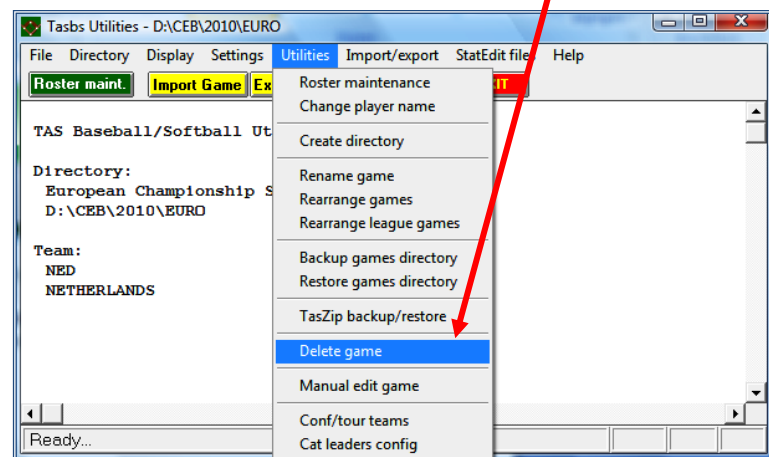 Tasbs Utilities - D:\CEB\2010\EURO
File Directory Display Settings Utilities Import/export StatEdit files Help
Roster maint. Import Game Ex IT
TAS Baseball/Softball Ut
Directory:
European Championship S
D:\CEB\2010\EURO
Team:
NED
NETHERLANDS
Roster maintenance
Change player name
Create directory
Rename game
Rearrange games
Rearrange league games
Backup games directory
Restore games directory
TasZip backup/restore
Delete game
Manual edit game
Conf/tour teams
Cat leaders config
Ready...